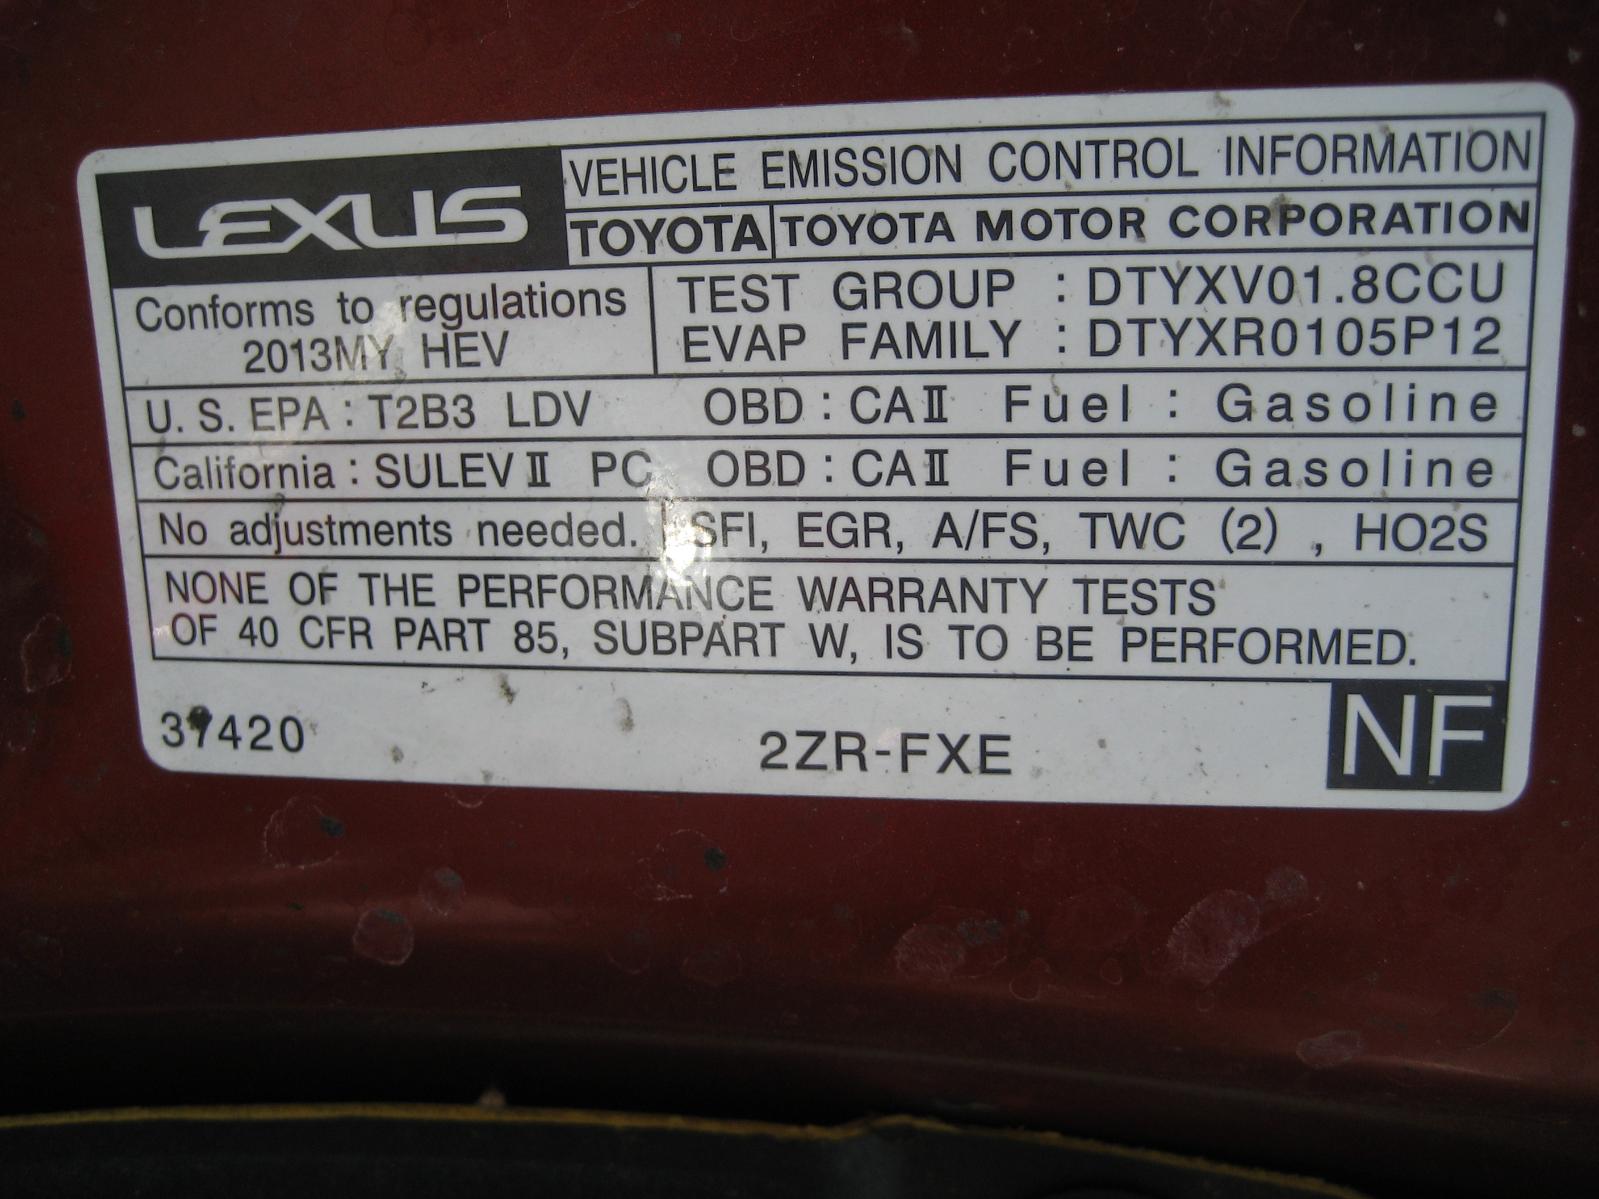 LEXUS
VEHICLE EMISSION CONTROL INFORMATION
TOYOTA TOYOTA MOTOR CORPORATION
Conforms to regulations
2013MY HEV
TEST GROUP : DTYXV01.8CCU
EVAP FAMILY : DTYXR0105P12
U. S. EPA : T2B3 LDV OBD : CAⅡ Fuel : Gasoline
California : SULEVⅡ PC OBD : CAⅡ Fuel : Gasoline
No adjustments needed. SFI, EGR, A/FS, TWC (2) , HO2S
NONE OF THE PERFORMANCE WARRANTY TESTS
OF 40 CFR PART 85, SUBPART W, IS TO BE PERFORMED.
37420
2ZR-FXE
NF